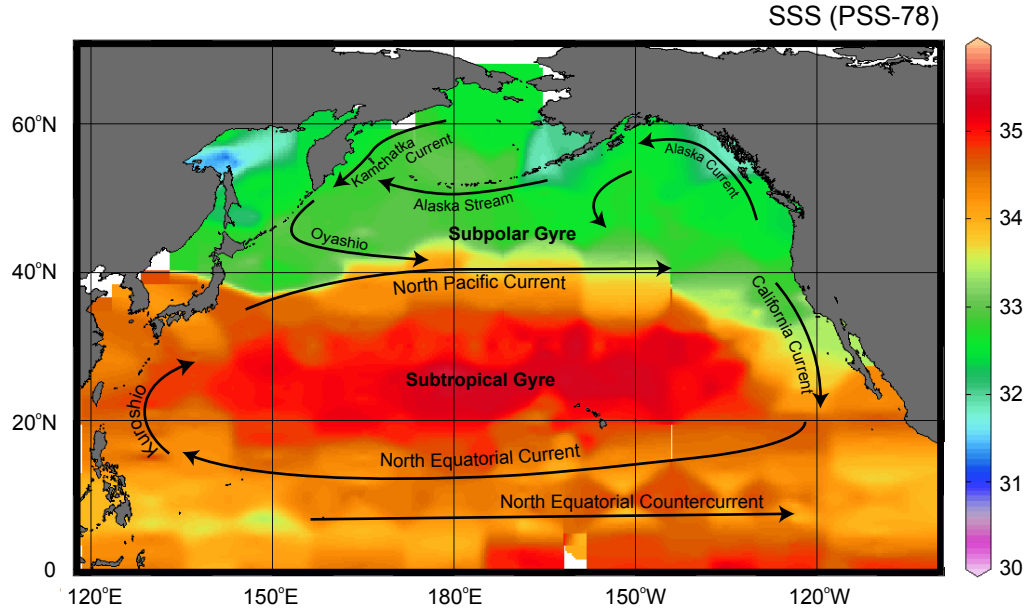 SSS (PSS-78)
60°N
40°N
20°N
0
120°E
150°E
180°E
150°W
120°W
35
34
33
32
31
30
Kamchatka
Current
Alaska Current
Alaska Stream
Oyashio
Subpolar Gyre
North Pacific Current
California Current
Subtropical Gyre
Kuroshio
North Equatorial Current
North Equatorial Countercurrent